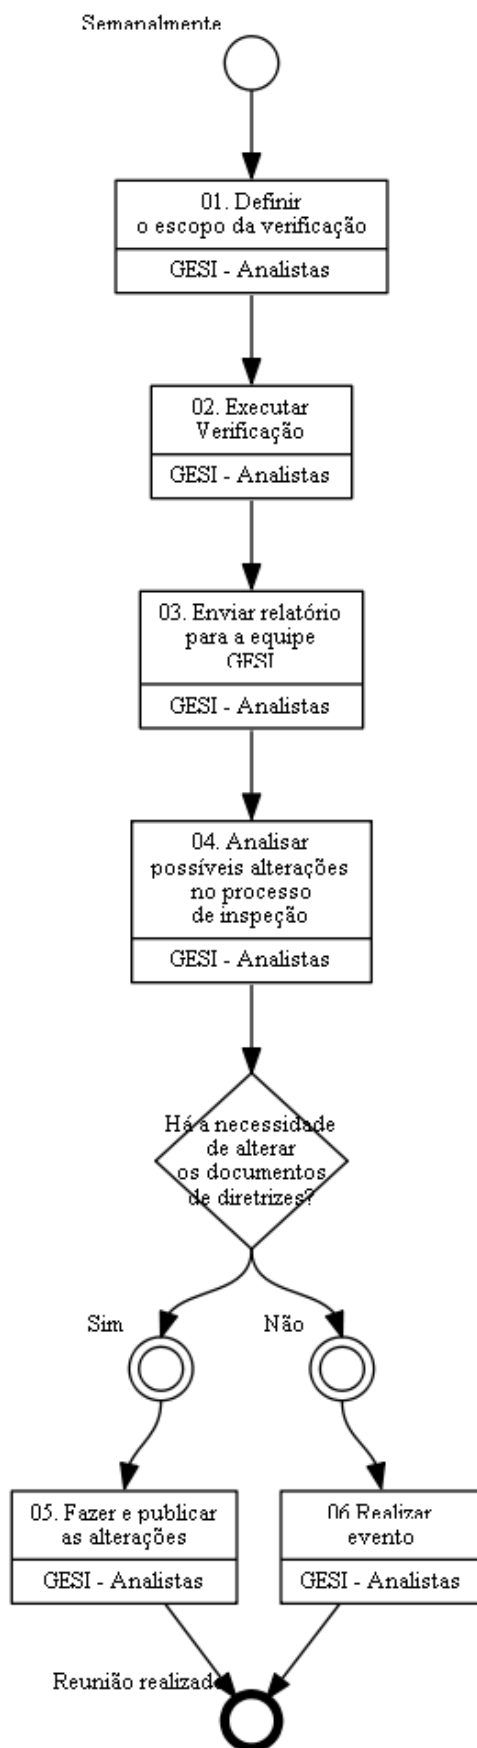 Semanalmente
01. Definir
o escopo da verificação
GESI - Analistas
02. Executar
Verificação
GESI - Analistas
03. Enviar relatório
para a equipe
GESI
GESI - Analistas
04. Analisar
possíveis alterações
no processo
de inspeção
GESI - Analistas
Há a necessidade
de alterar
os documentos
de diretrizes?
Sim
Não
05. Fazer e publicar
as alterações
GESI - Analistas
06 Realizar
evento
GESI - Analistas
Reunião realizada